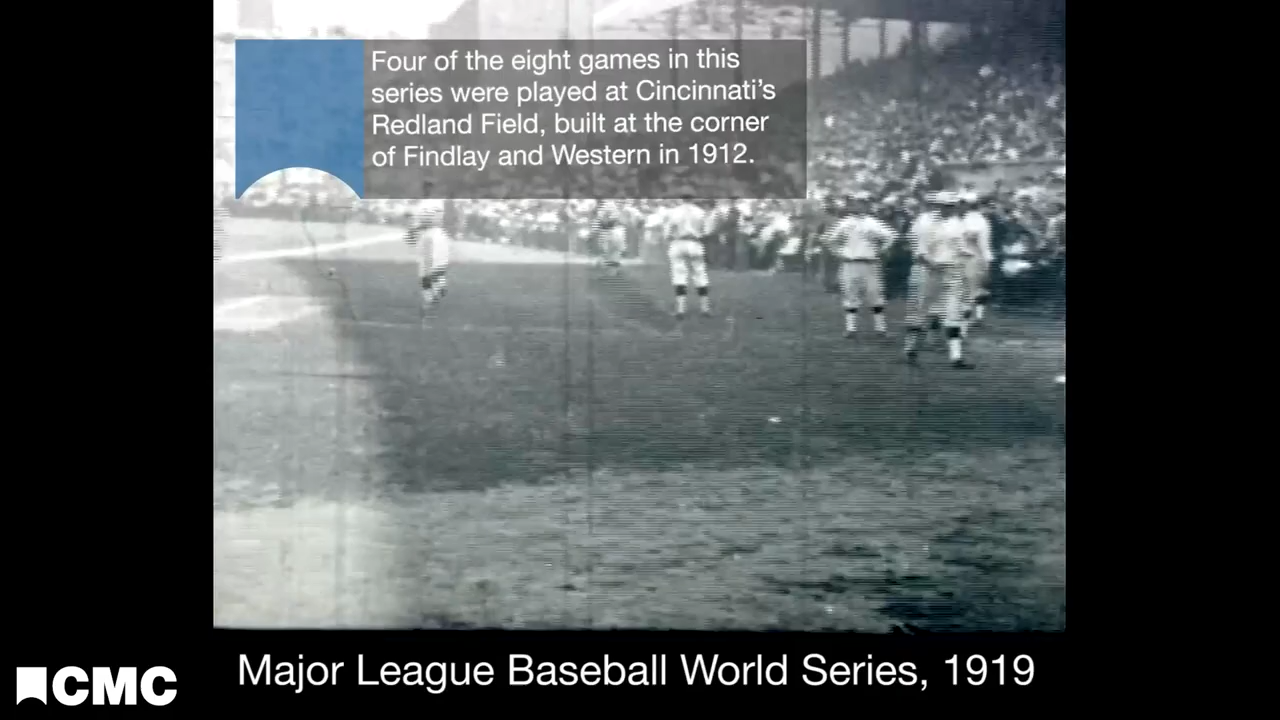 Four of the eight games in this
series were played at Cincinnati's
Redland Field, built at the corner
of Findlay and Western in 1912.
CMC
Major League Baseball World Series, 1919